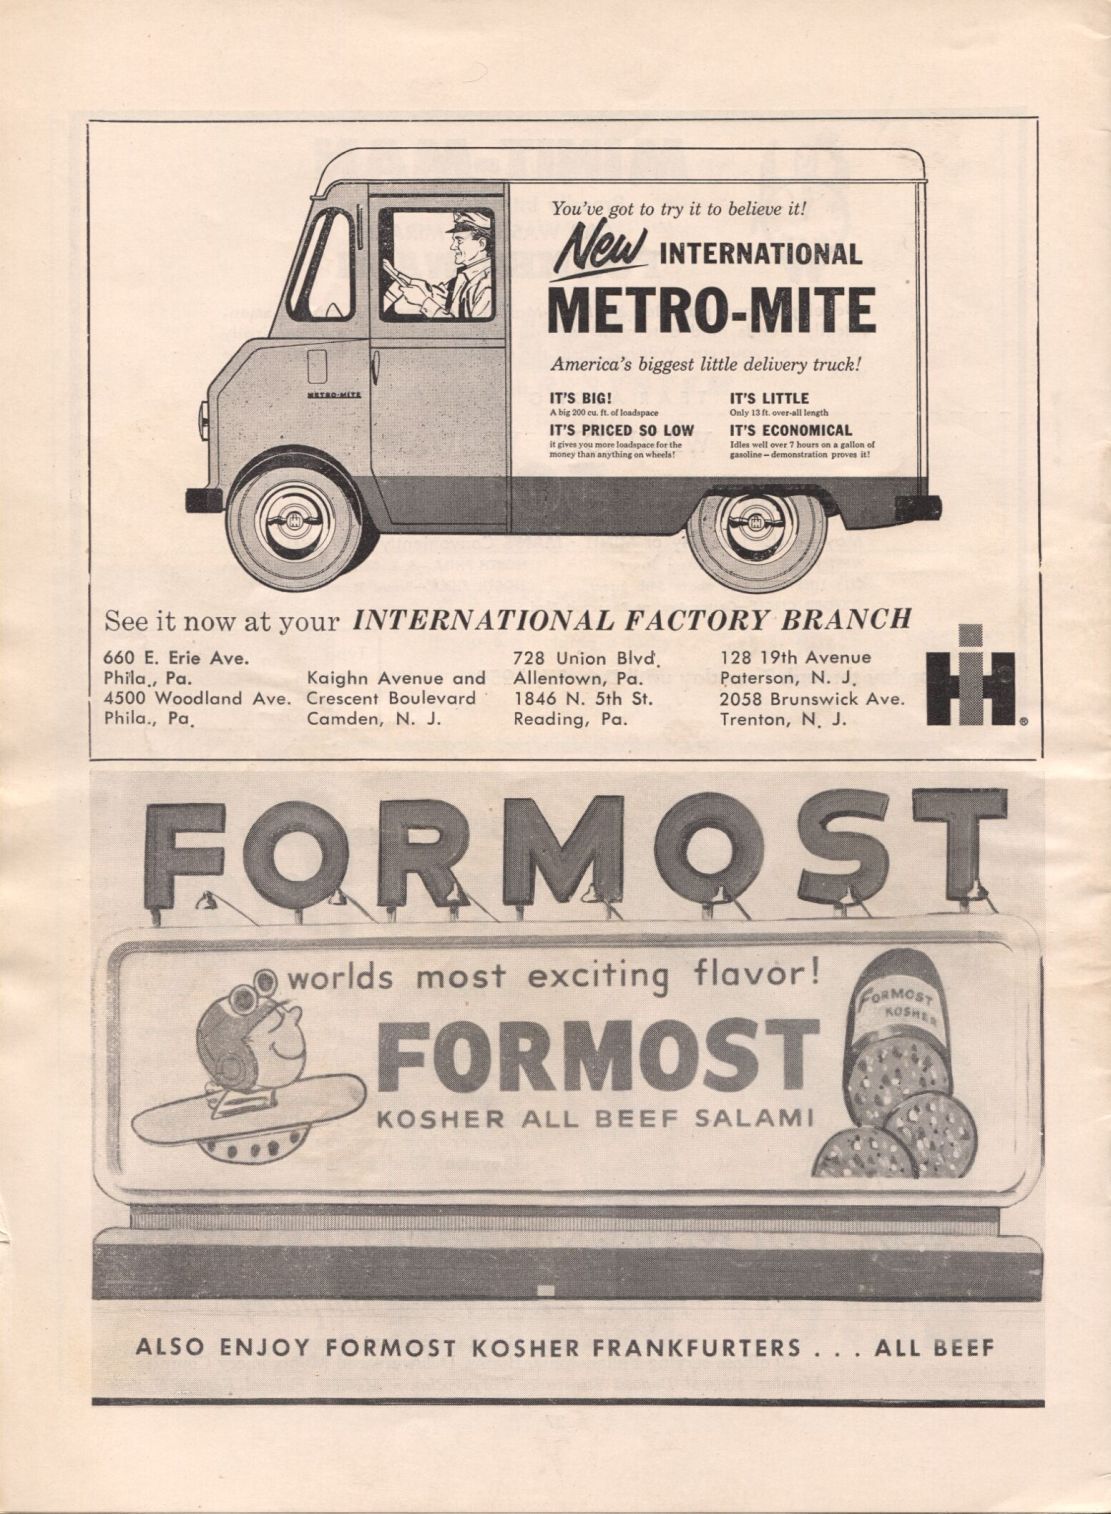 You've got to try it to believe it!
New INTERNATIONAL
METRO-MITE
America's biggest little delivery truck!
IT'S BIG!
A big 200 cu. ft. of loadspace
IT'S PRICED SO LOW
it gives you more loadspace for the
money than anything on wheels!
IT'S LITTLE
Only 13 ft. over-all length
IT'S ECONOMICAL
Idles well over 7 hours on a gallon of
gasoline – demonstration proves it!
METRO-MITE
See it now at your INTERNATIONAL FACTORY BRANCH
660 E. Erie Ave.
Phila., Pa.
4500 Woodland Ave.
Phila., Pa.
Kaighn Avenue and
Crescent Boulevard
Camden, N. J.
728 Union Blvd.
Allentown, Pa.
1846 N. 5th St.
Reading, Pa.
128 19th Avenue
Paterson, N. J.
2058 Brunswick Ave.
Trenton, N. J.
IH®
FORMOST
worlds most exciting flavor!
FORMOST
KOSHER ALL BEEF SALAMI
FORMOST
KOSHER
ALSO ENJOY FORMOST KOSHER FRANKFURTERS . . . ALL BEEF